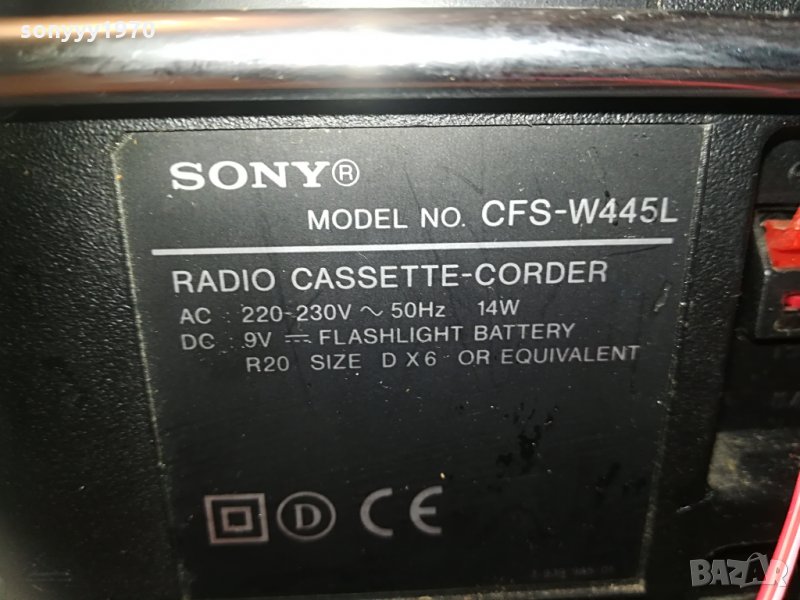 sonyyy1970
SONY®
MODEL NO. CFS-W445L
RADIO CASSETTE-CORDER
AC : 220-230V ~ 50Hz 14W
DC : 9V ⎓ FLASHLIGHT BATTERY
R20 SIZE D X 6 OR EQUIVALENT
D CE
BAZAR